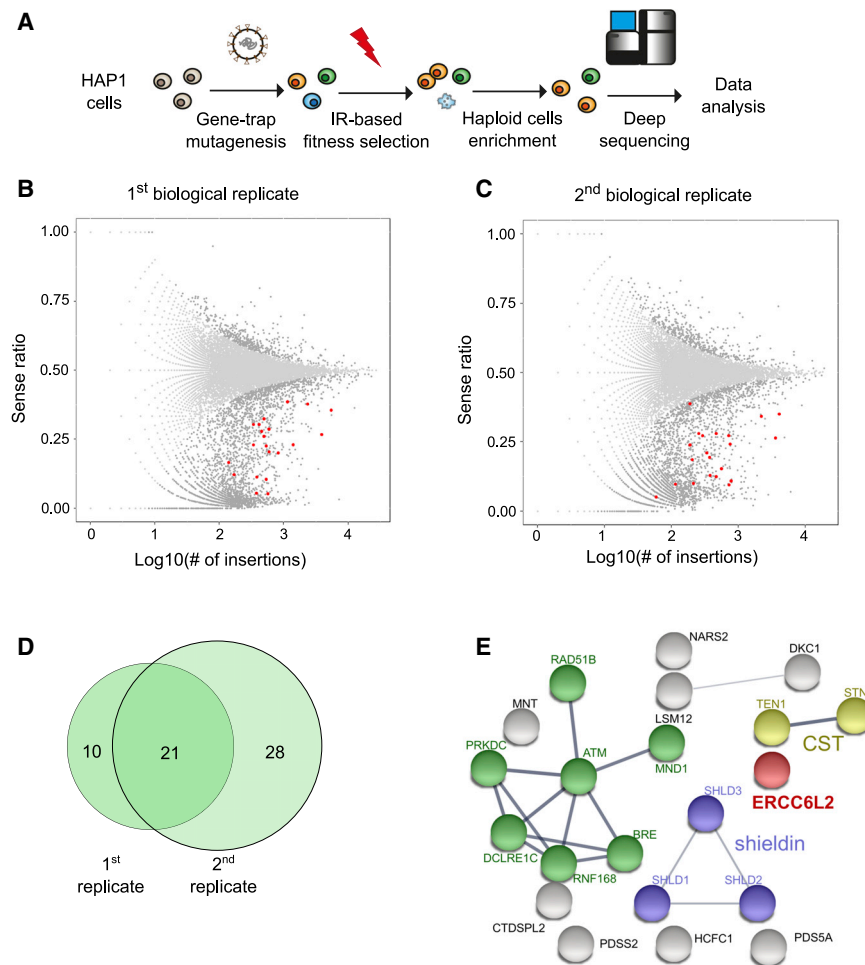 A
HAP1 cells
Gene-trap mutagenesis
IR-based fitness selection
Haploid cells enrichment
Deep sequencing
Data analysis
B
1st biological replicate
1.00
0.75
0.50
0.25
0.00
Sense ratio
0 1 2 3 4
Log10(# of insertions)
C
2nd biological replicate
1.00
0.75
0.50
0.25
0.00
Sense ratio
0 1 2 3 4
Log10(# of insertions)
D
10
21
28
1st replicate
2nd replicate
E
NARS2
DKC1
RAD51B
MNT
LSM12
TEN1
STN
CST
PRKDC
ATM
MND1
ERCC6L2
SHLD3
shieldin
DCLRE1C
BRE
RNF168
SHLD1
SHLD2
CTDSPL2
PDSS2
HCFC1
PDS5A